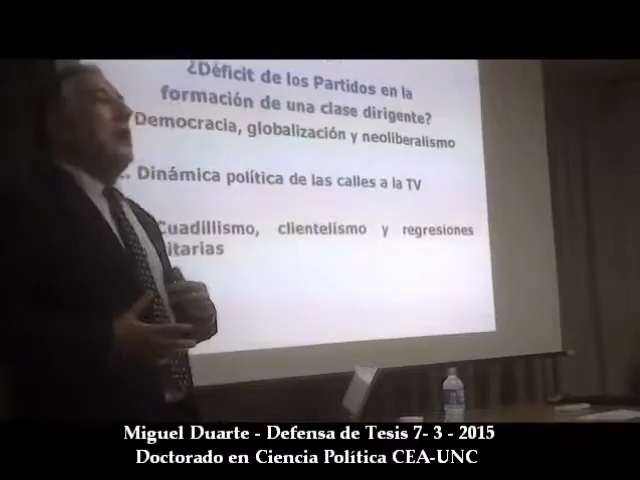 ¿Déficit de los Partidos en la
formación de una clase dirigente?
Democracia, globalización y neoliberalismo
Dinámica política de las calles a la TV
Cuadillismo, clientelismo y regresiones
itarias
Miguel Duarte - Defensa de Tesis 7- 3 - 2015
Doctorado en Ciencia Política CEA-UNC